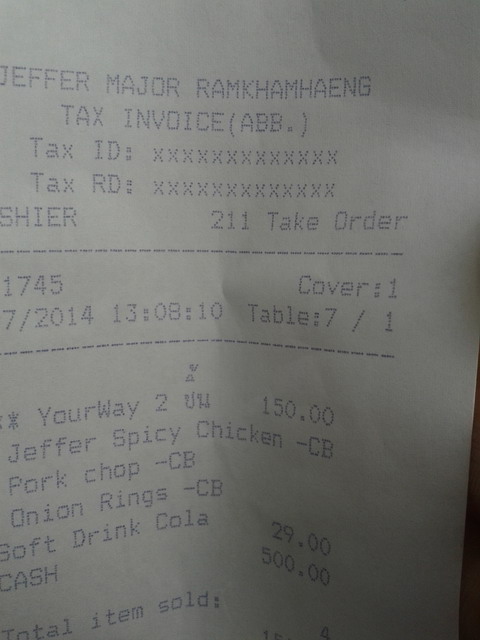 JEFFER MAJOR RAMKHAMHAENG
TAX INVOICE(ABB.)
Tax ID: xxxxxxxxxxxxx
Tax RD: xxxxxxxxxxxxx
SHIER 211 Take Order
1745 Cover:1
7/2014 13:08:10 Table:7 / 1
** YourWay 2 ชิ้น 150.00
Jeffer Spicy Chicken -CB
Pork chop -CB
Onion Rings -CB
Soft Drink Cola 29.00
CASH 500.00
Total item sold: 4